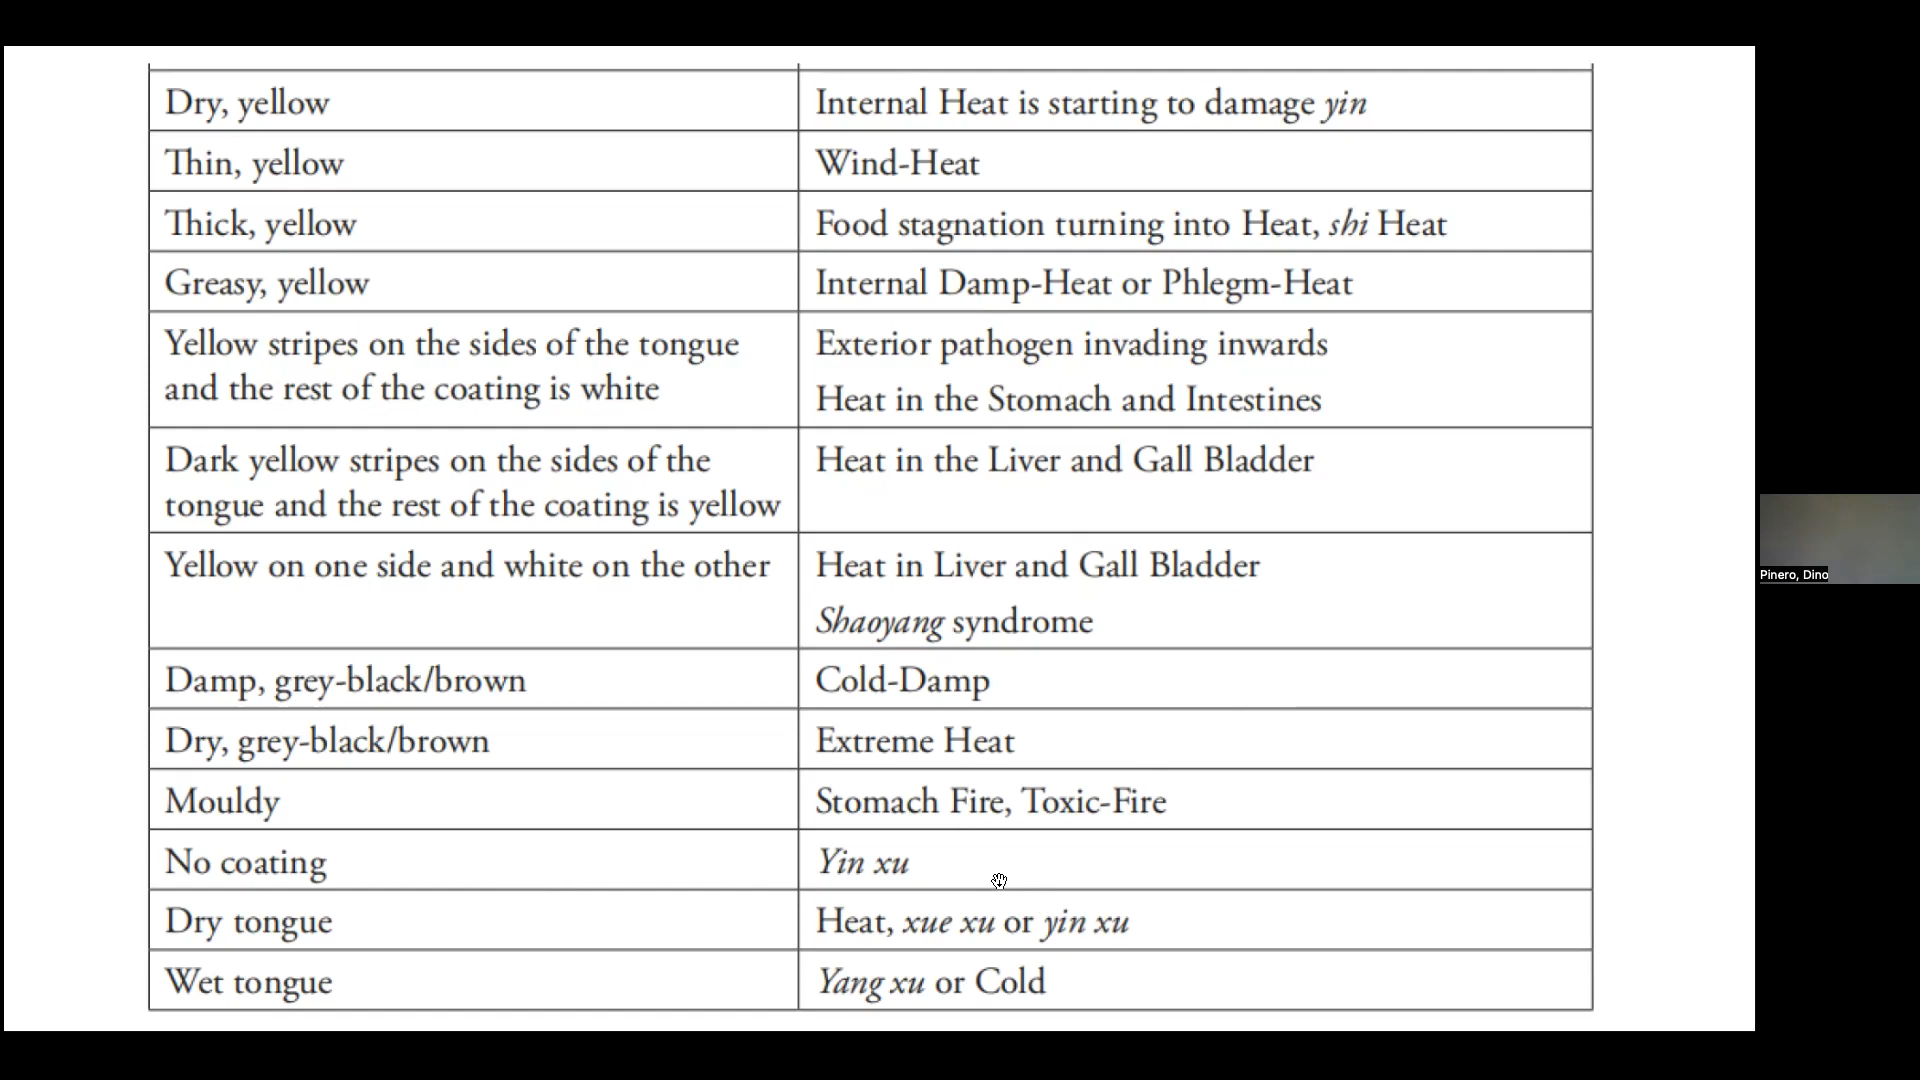 Dry, yellow
Internal Heat is starting to damage yin
Thin, yellow
Wind-Heat
Thick, yellow
Food stagnation turning into Heat, shi Heat
Greasy, yellow
Internal Damp-Heat or Phlegm-Heat
Yellow stripes on the sides of the tongue
and the rest of the coating is white
Exterior pathogen invading inwards
Heat in the Stomach and Intestines
Dark yellow stripes on the sides of the
tongue and the rest of the coating is yellow
Heat in the Liver and Gall Bladder
Yellow on one side and white on the other
Heat in Liver and Gall Bladder
Shaoyang syndrome
Damp, grey-black/brown
Cold-Damp
Dry, grey-black/brown
Extreme Heat
Mouldy
Stomach Fire, Toxic-Fire
No coating
Yin xu
Dry tongue
Heat, xue xu or yin xu
Wet tongue
Yang xu or Cold
Pinero, Dino